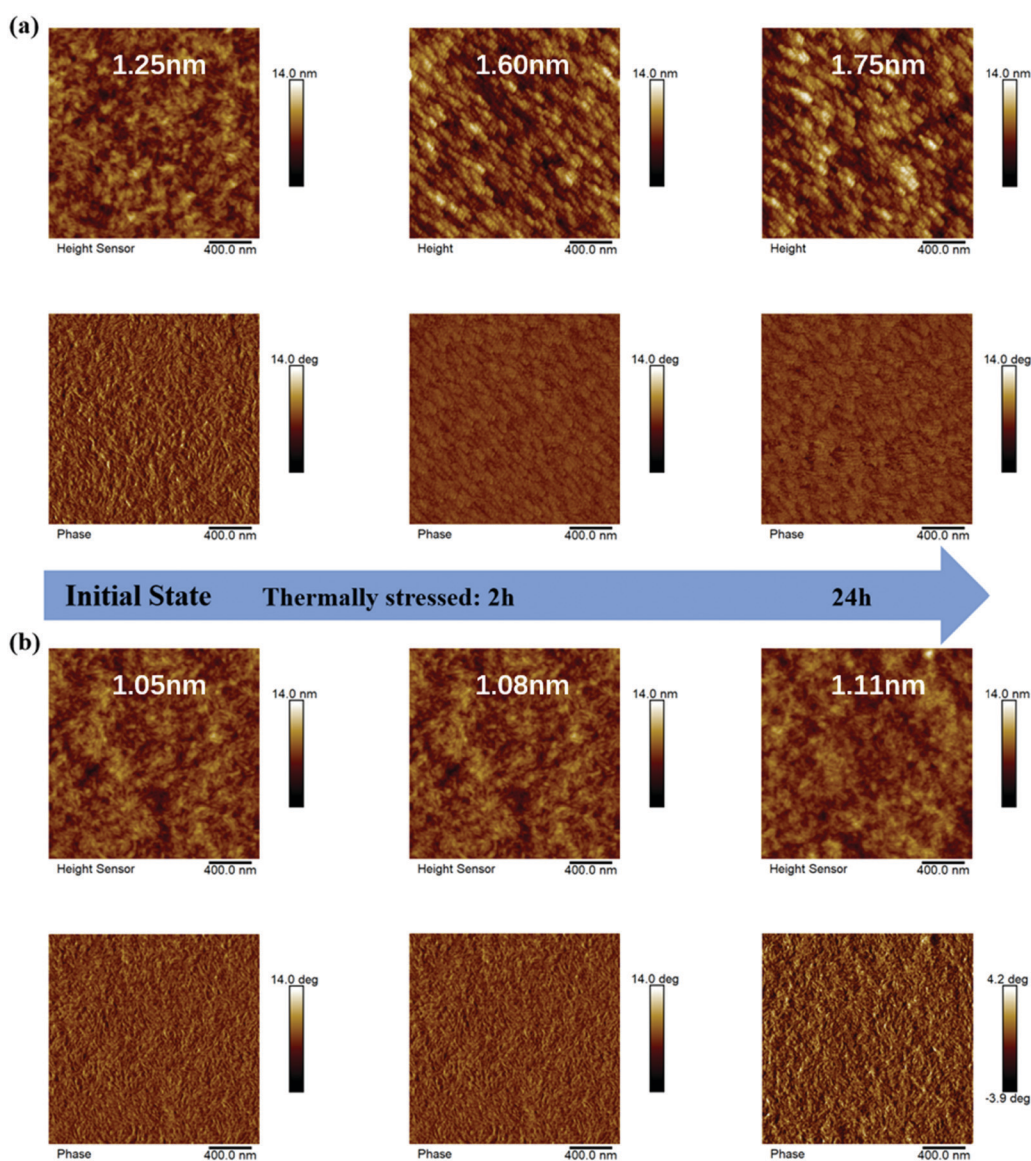 (a)
1.25nm
14.0 nm
Height Sensor
400.0 nm
1.60nm
14.0 nm
Height
400.0 nm
1.75nm
14.0 nm
Height
400.0 nm
14.0 deg
Phase
400.0 nm
14.0 deg
Phase
400.0 nm
14.0 deg
Phase
400.0 nm
Initial State Thermally stressed: 2h 24h
(b)
1.05nm
14.0 nm
Height Sensor
400.0 nm
1.08nm
14.0 nm
Height Sensor
400.0 nm
1.11nm
14.0 nm
Height Sensor
400.0 nm
14.0 deg
Phase
400.0 nm
14.0 deg
Phase
400.0 nm
4.2 deg
-3.9 deg
Phase
400.0 nm